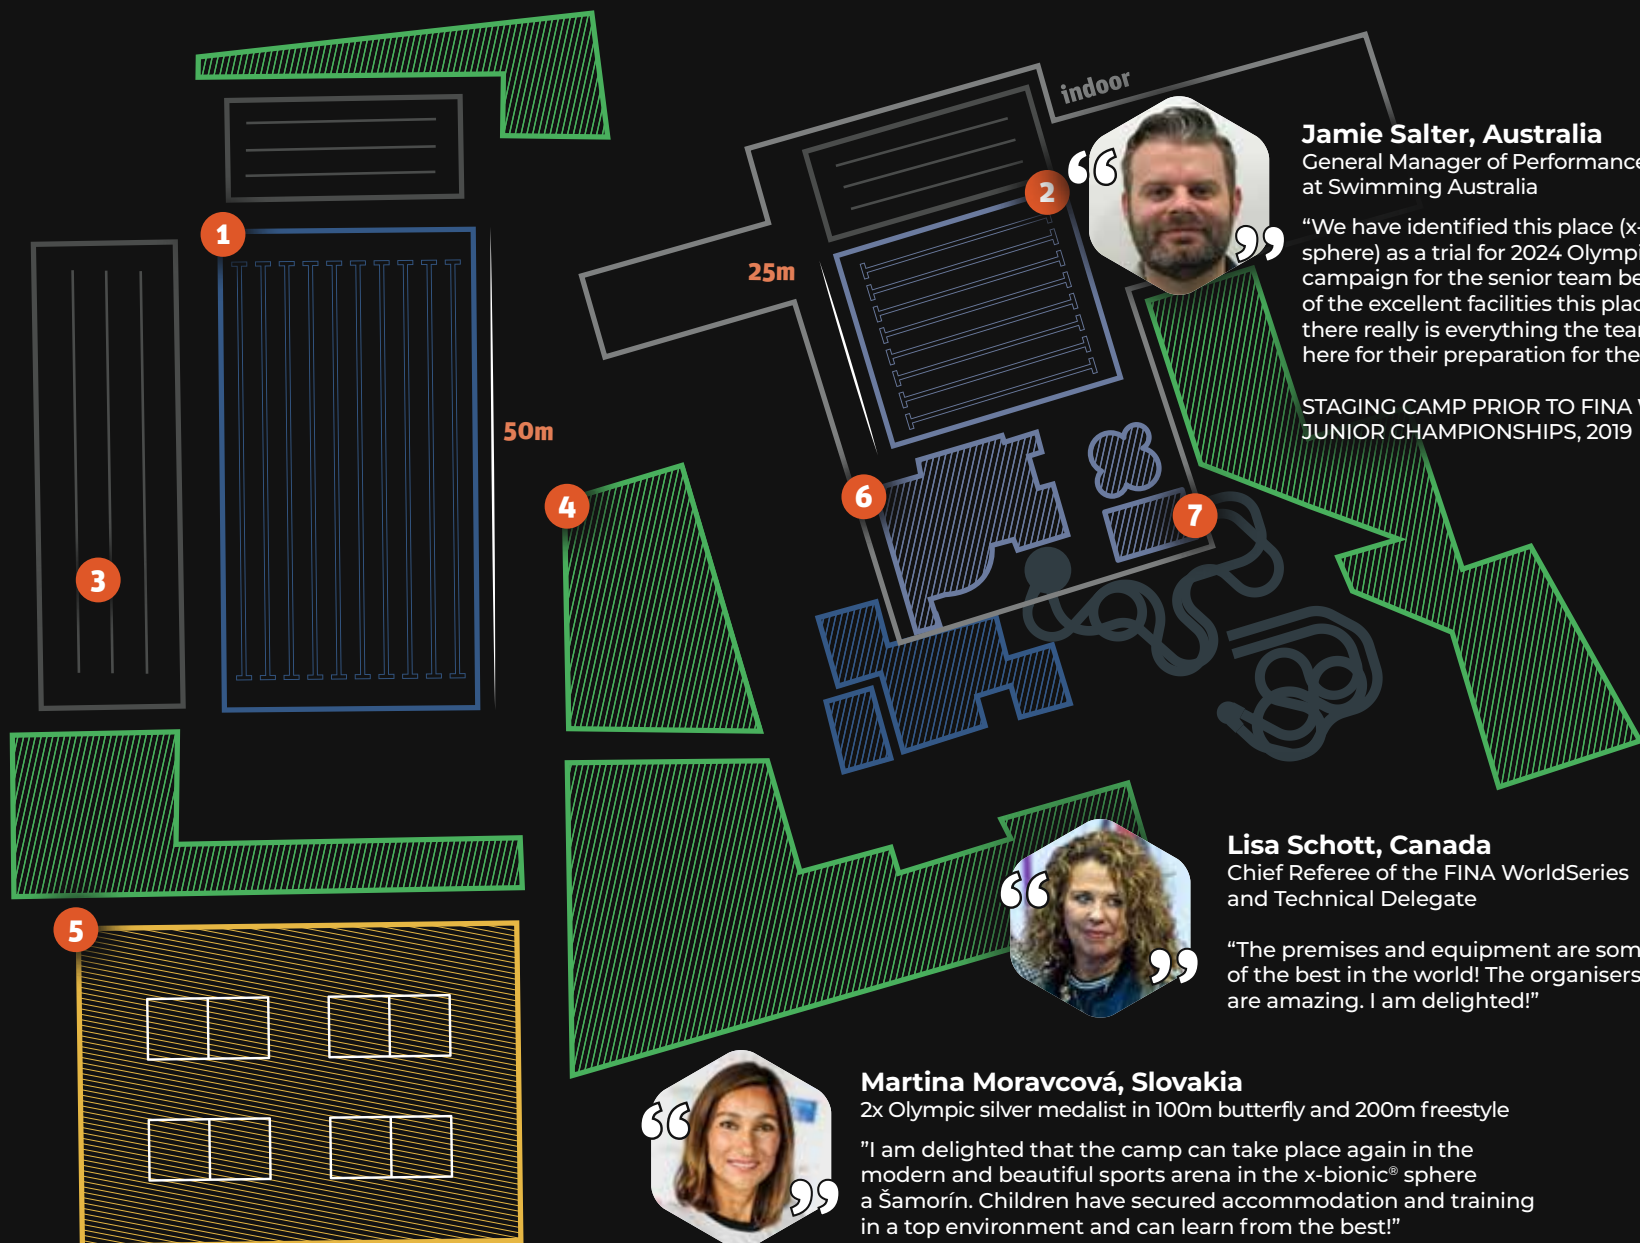 indoor
1
2
25m
50m
3
4
5
6
7
Jamie Salter, Australia
General Manager of Performance
at Swimming Australia
“We have identified this place (x-
sphere) as a trial for 2024 Olympi
campaign for the senior team be
of the excellent facilities this plac
there really is everything the tea
here for their preparation for the
STAGING CAMP PRIOR TO FINA
JUNIOR CHAMPIONSHIPS, 2019
Lisa Schott, Canada
Chief Referee of the FINA WorldSeries
and Technical Delegate
“The premises and equipment are som
of the best in the world! The organisers
are amazing. I am delighted!”
Martina Moravcová, Slovakia
2x Olympic silver medalist in 100m butterfly and 200m freestyle
”I am delighted that the camp can take place again in the
modern and beautiful sports arena in the x-bionic® sphere
a Šamorín. Children have secured accommodation and training
in a top environment and can learn from the best!”